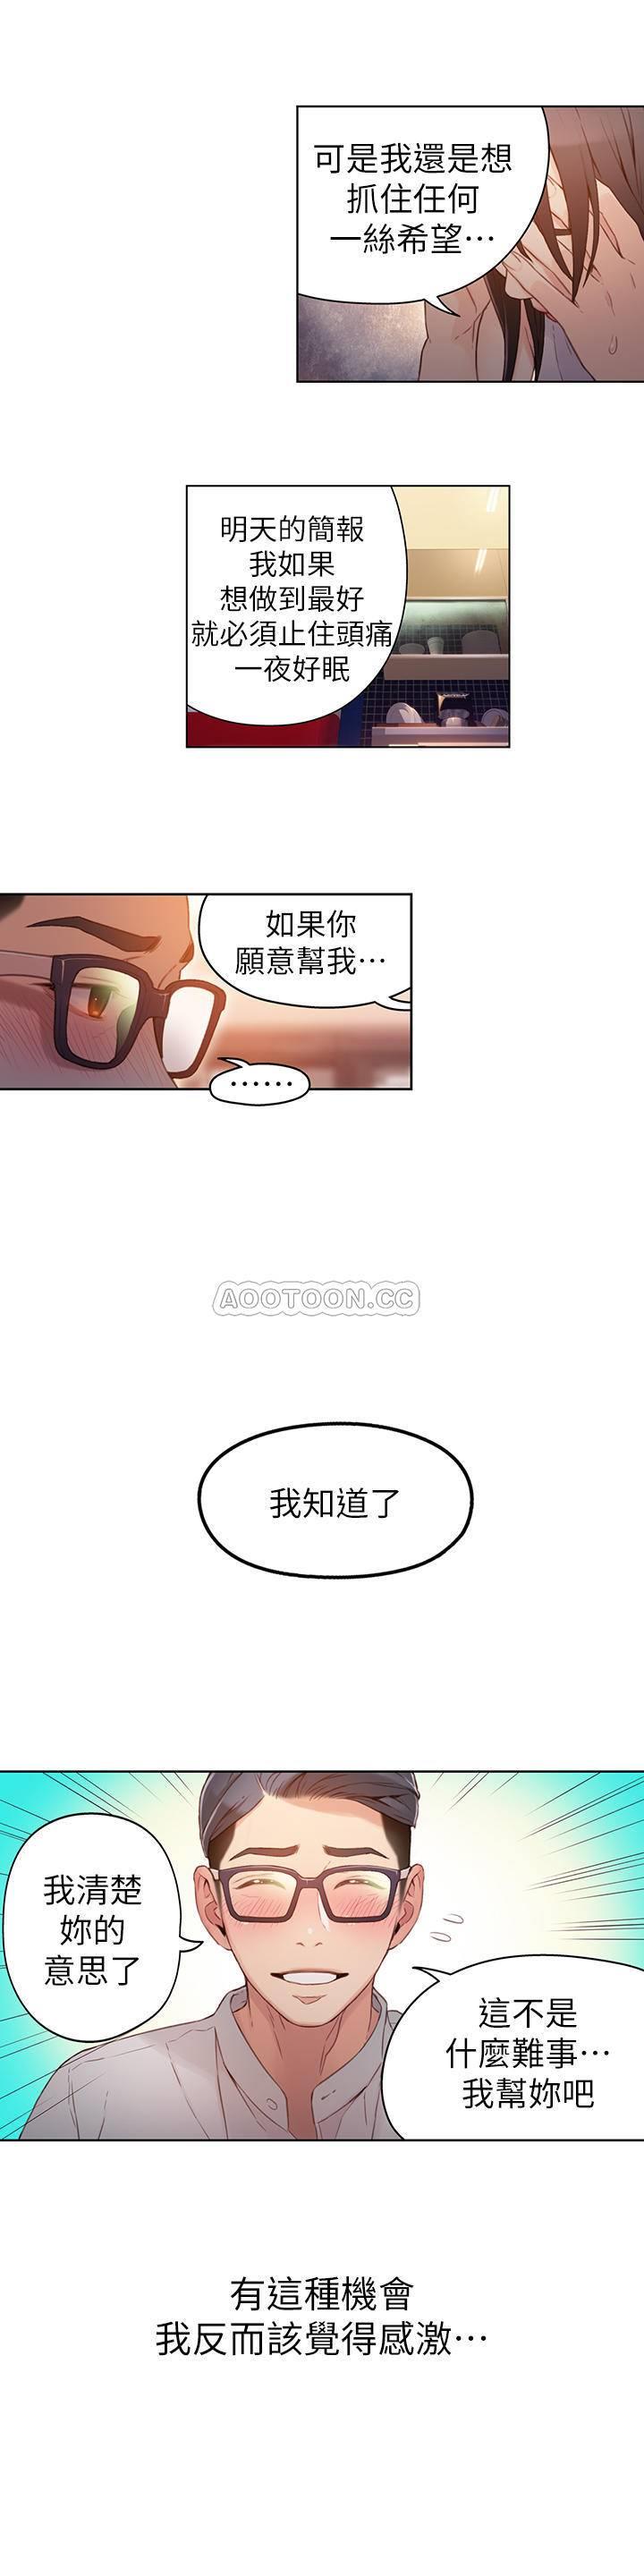 可是我還是想
抓住任何
一絲希望…
明天的簡報
我如果
想做到最好
就必須止住頭痛
一夜好眠
如果你
願意幫我…
……
AOOTOON.CC
我知道了
我清楚
妳的
意思了
這不是
什麼難事…
我幫妳吧
有這種機會
我反而該覺得感激…